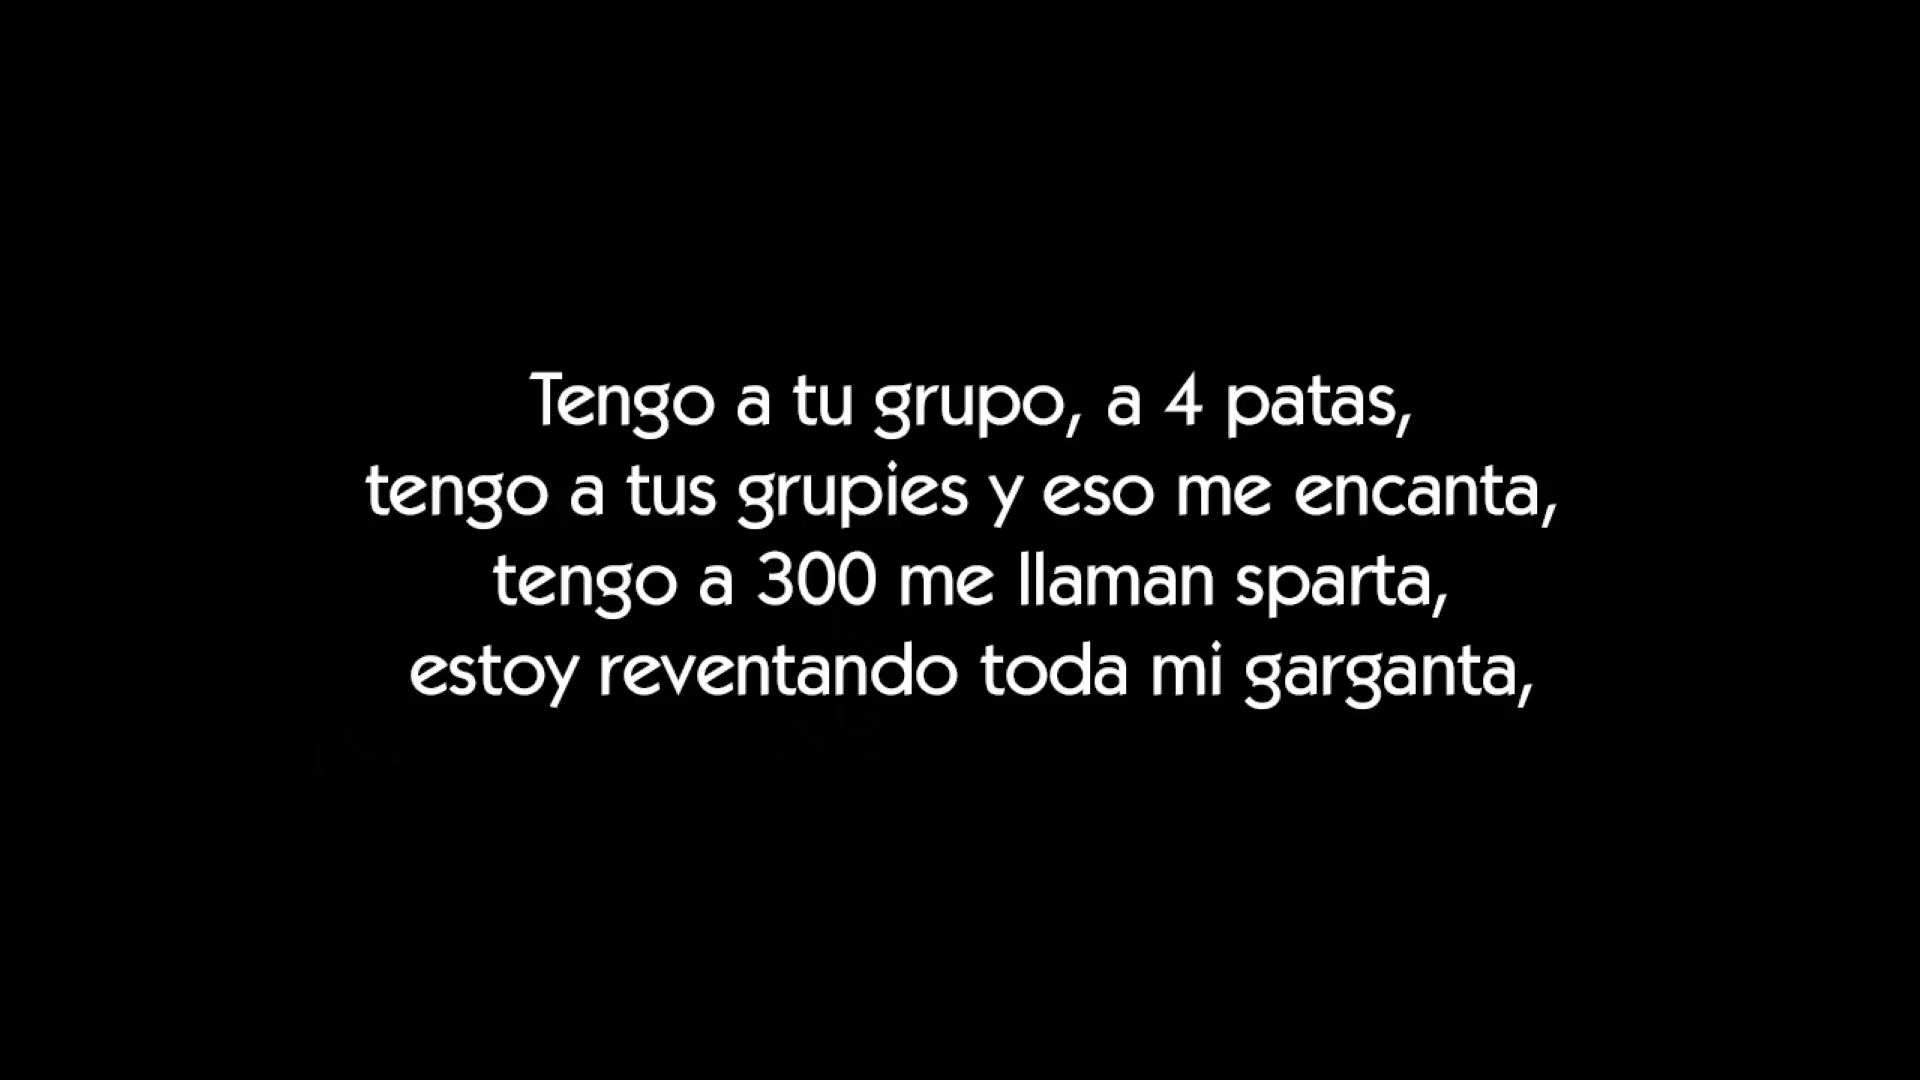 Tengo a tu grupo, a 4 patas,
tengo a tus grupies y eso me encanta,
tengo a 300 me llaman sparta,
estoy reventando toda mi garganta,